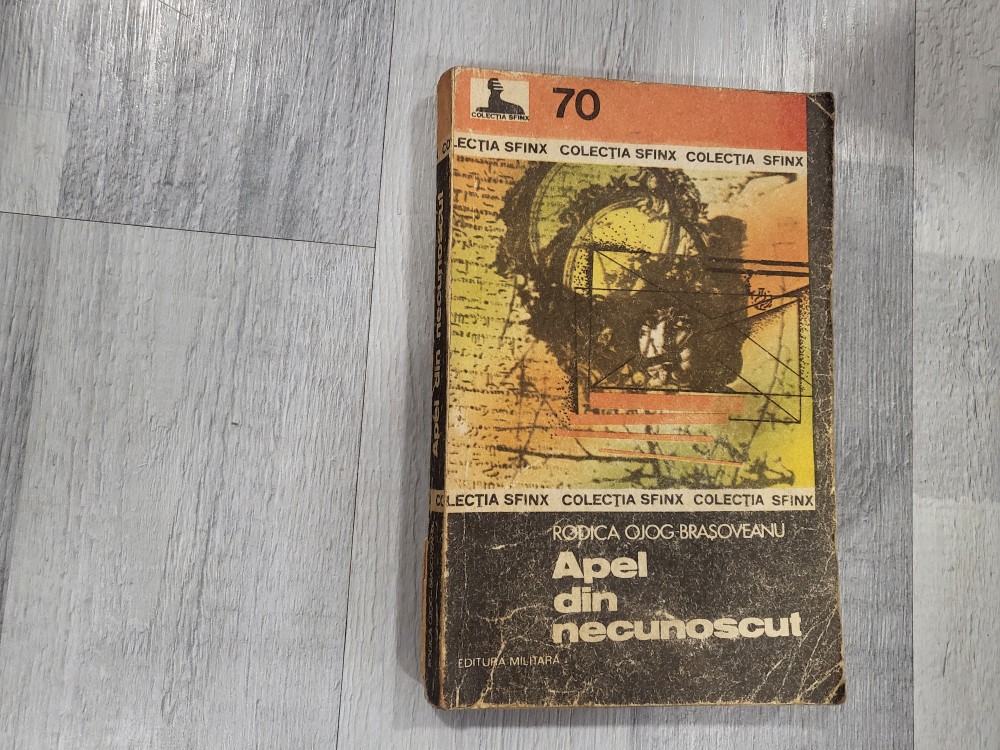 COLECȚIA SFINX
70
COLECȚIA SFINX COLECȚIA SFINX COLECȚIA SFINX
Apel din necunoscut
COLECȚIA SFINX COLECȚIA SFINX COLECȚIA SFINX
RODICA OJOG-BRAȘOVEANU
Apel
din
necunoscut
EDITURA MILITARĂ